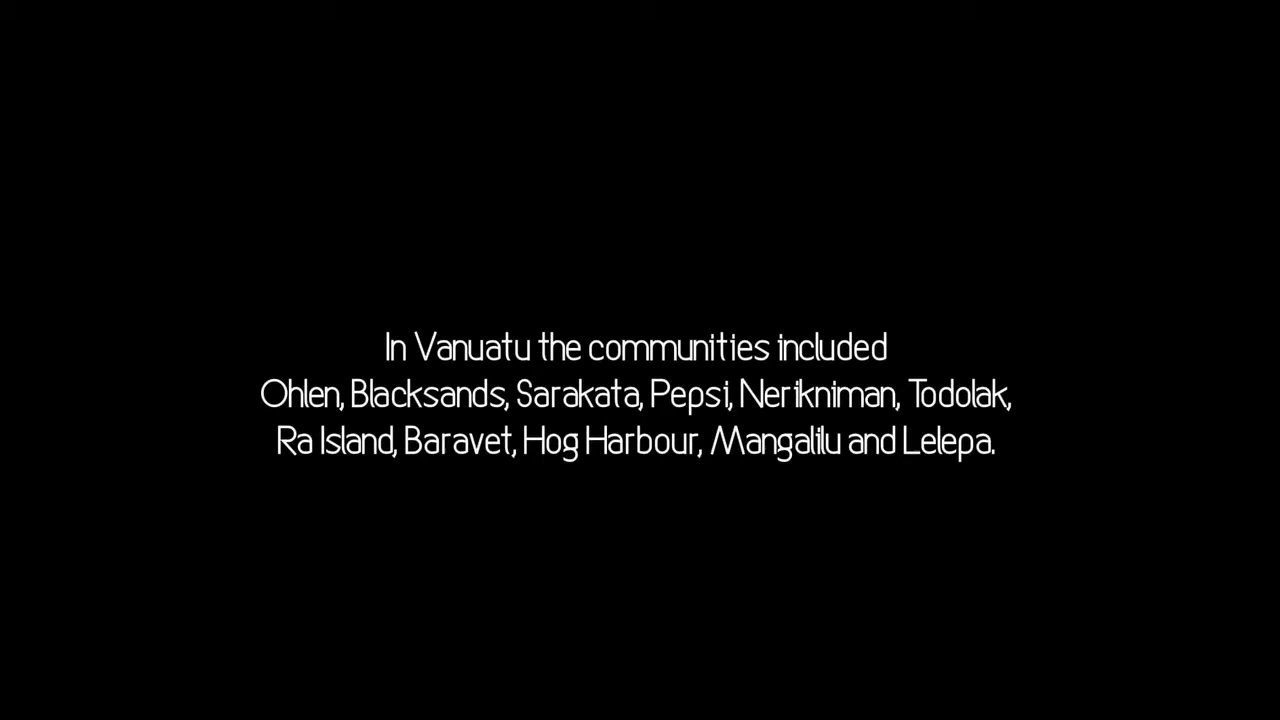 In Vanuatu the communities included
Ohlen, Blacksands, Sarakata, Pepsi, Nerikniman, Todolak,
Ra Island, Baravet, Hog Harbour, Mangalilu and Lelepa.